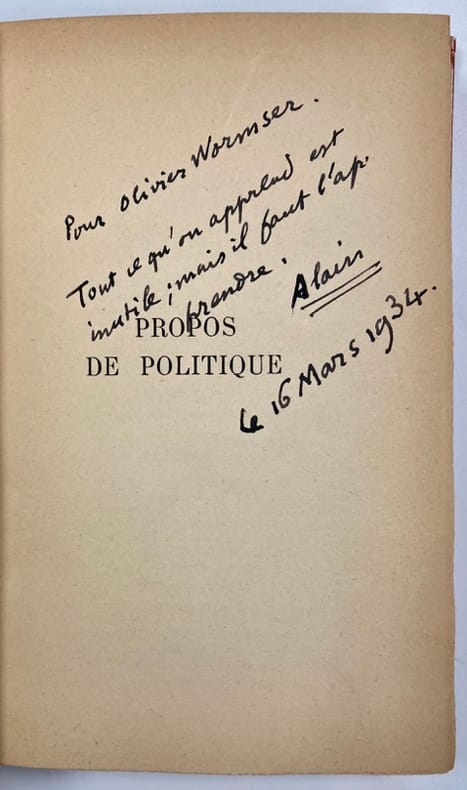 Pour Olivier Wormser.
Tout ce qu'on apprend est
inutile ; mais il faut l'ap-
prendre.
Alain
PROPOS
DE POLITIQUE
Le 16 Mars 1934.